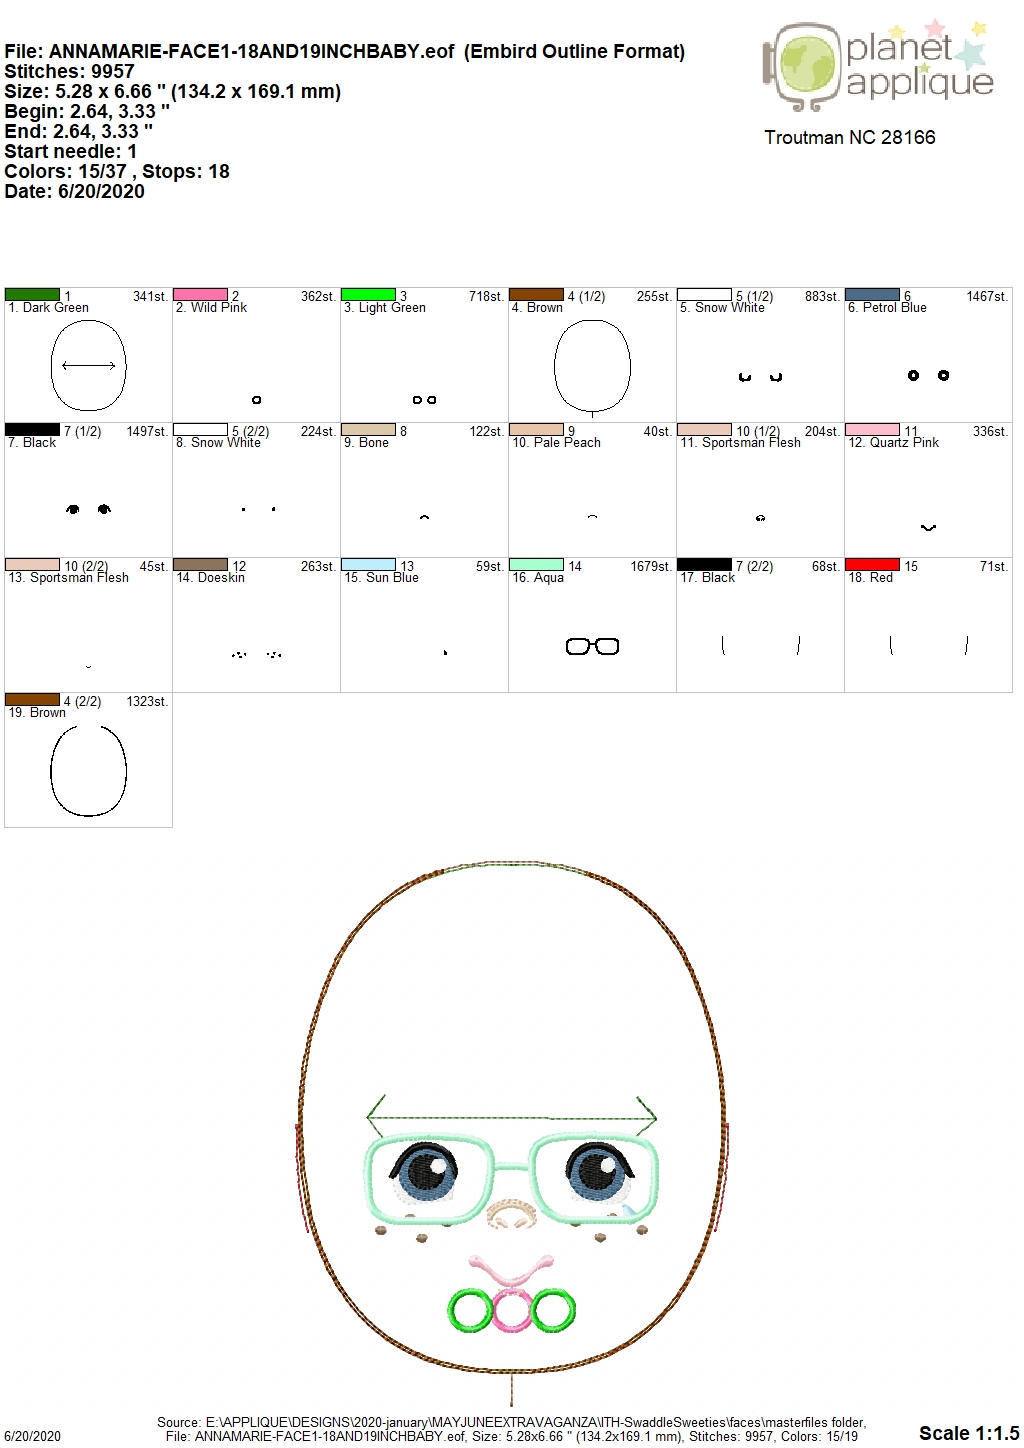 File: ANNAMARIE-FACE1-18AND19INCHBABY.eof (Embird Outline Format)
Stitches: 9957
Size: 5.28 x 6.66 " (134.2 x 169.1 mm)
Begin: 2.64, 3.33 "
End: 2.64, 3.33 "
Start needle: 1
Colors: 15/37 , Stops: 18
Date: 6/20/2020
planet
applique
Troutman NC 28166
1 341st. 2 362st. 3 718st. 4 (1/2) 255st. 5 (1/2) 883st. 6 1467st.
1. Dark Green 2. Wild Pink 3. Light Green 4. Brown 5. Snow White 6. Petrol Blue
7 (1/2) 1497st. 5 (2/2) 224st. 8 122st. 9 40st. 10 (1/2) 204st. 11 336st.
7. Black 8. Snow White 9. Bone 10. Pale Peach 11. Sportsman Flesh 12. Quartz Pink
10 (2/2) 45st. 12 263st. 13 59st. 14 1679st. 7 (2/2) 68st. 15 71st.
13. Sportsman Flesh 14. Doeskin 15. Sun Blue 16. Aqua 17. Black 18. Red
4 (2/2) 1323st.
19. Brown
Source: E:\APPLIQUE\DESIGNS\2020-january\MAYJUNEEXTRAVAGANZA\ITH-SwaddleSweeties\faces\masterfiles folder,
6/20/2020 File: ANNAMARIE-FACE1-18AND19INCHBABY.eof, Size: 5.28x6.66 " (134.2x169.1 mm), Stitches: 9957, Colors: 15/19 Scale 1:1.5